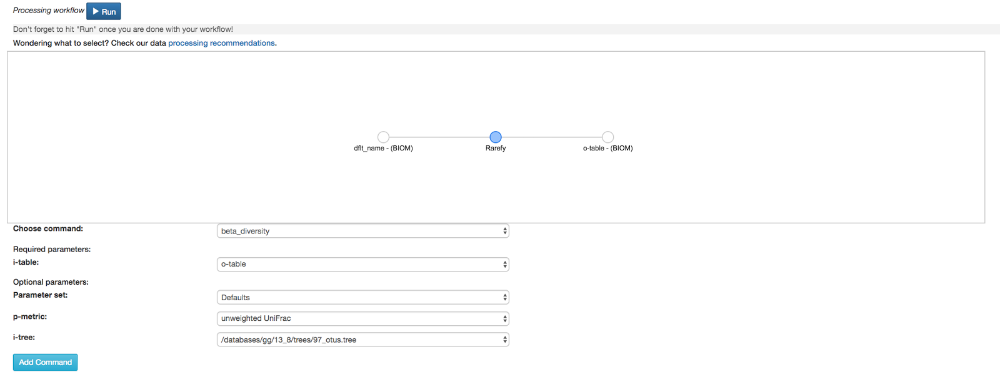 Processing workflow Run
Don't forget to hit "Run" once you are done with your workflow!
Wondering what to select? Check our data processing recommendations.
dflt_name - (BIOM) Rarefy o-table - (BIOM)
Choose command: beta_diversity
Required parameters:
i-table: o-table
Optional parameters:
Parameter set: Defaults
p-metric: unweighted UniFrac
i-tree: /databases/gg/13_8/trees/97_otus.tree
Add Command